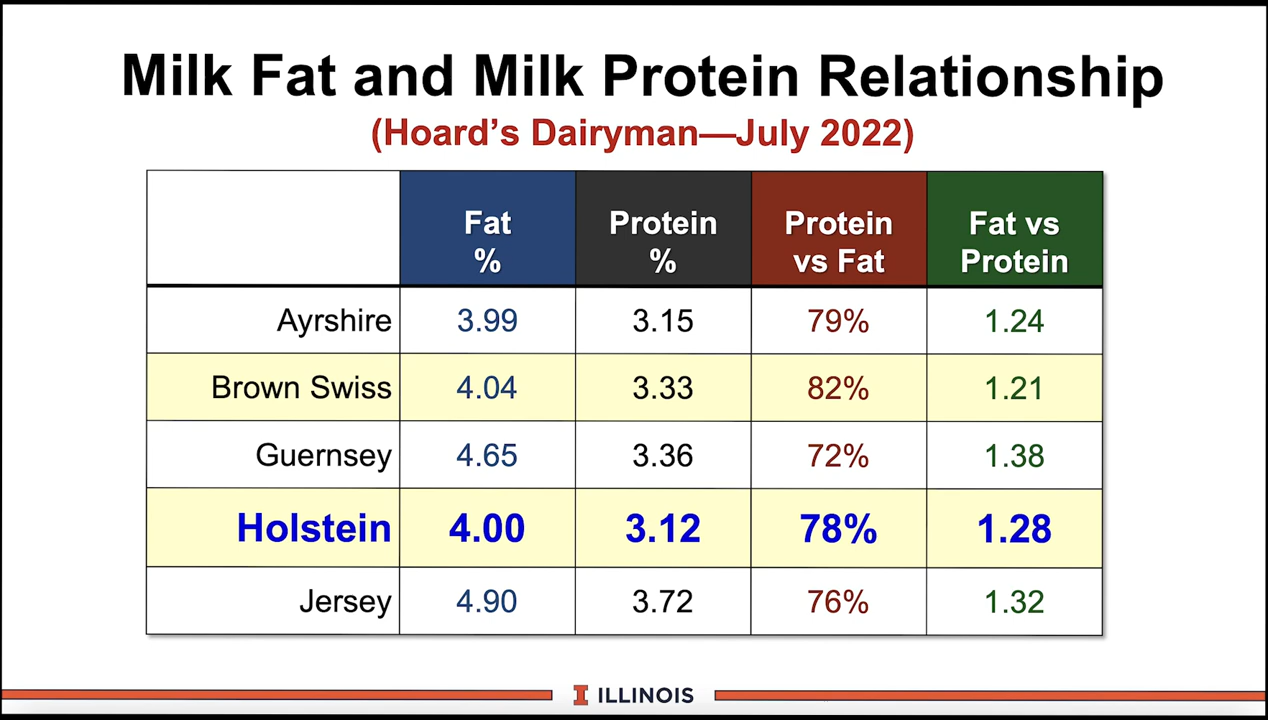 Milk Fat and Milk Protein Relationship
(Hoard's Dairyman—July 2022)
Fat % Protein % Protein vs Fat Fat vs Protein
Ayrshire 3.99 3.15 79% 1.24
Brown Swiss 4.04 3.33 82% 1.21
Guernsey 4.65 3.36 72% 1.38
Holstein 4.00 3.12 78% 1.28
Jersey 4.90 3.72 76% 1.32
I ILLINOIS